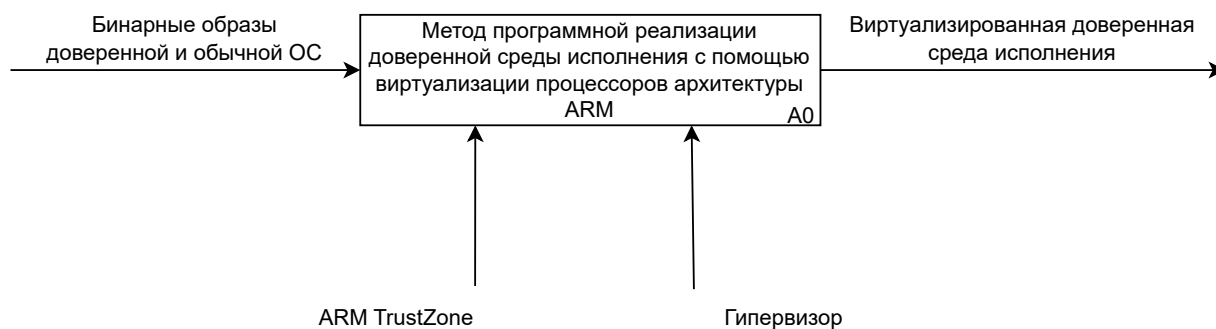 Бинарные образы
доверенной и обычной ОС
Метод программной реализации
доверенной среды исполнения с помощью
виртуализации процессоров архитектуры
ARM
A0
Виртуализированная доверенная
среда исполнения
ARM TrustZone
Гипервизор